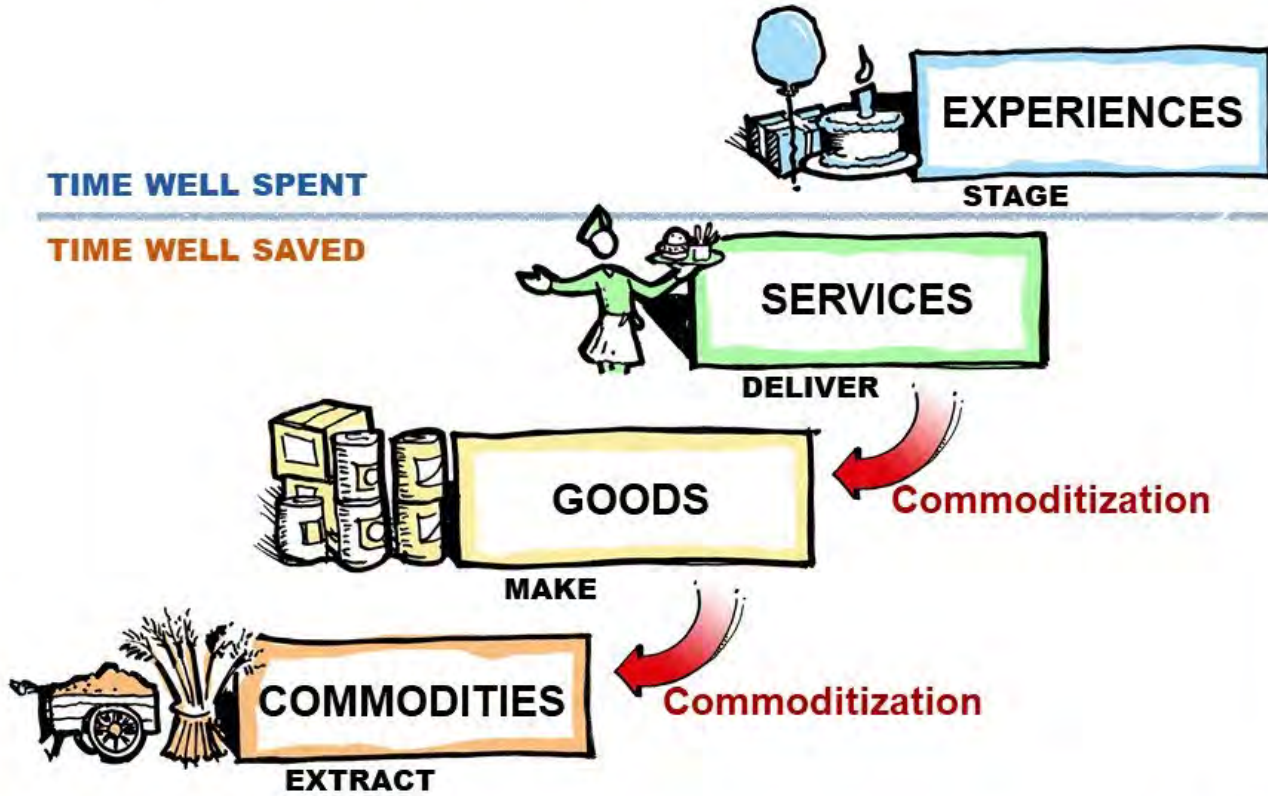 EXPERIENCES
STAGE
TIME WELL SPENT
TIME WELL SAVED
SERVICES
DELIVER
GOODS
Commoditization
MAKE
COMMODITIES
Commoditization
EXTRACT